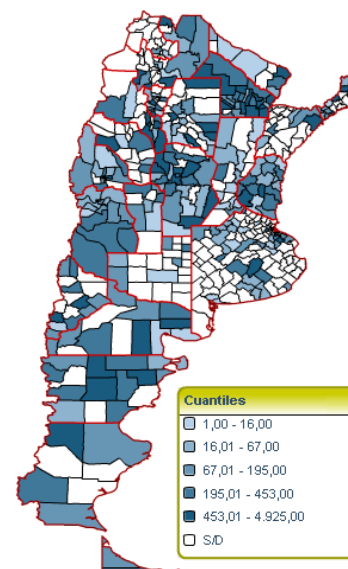 Cuantiles
1,00 - 16,00
16,01 - 67,00
67,01 - 195,00
195,01 - 453,00
453,01 - 4.925,00
S/D